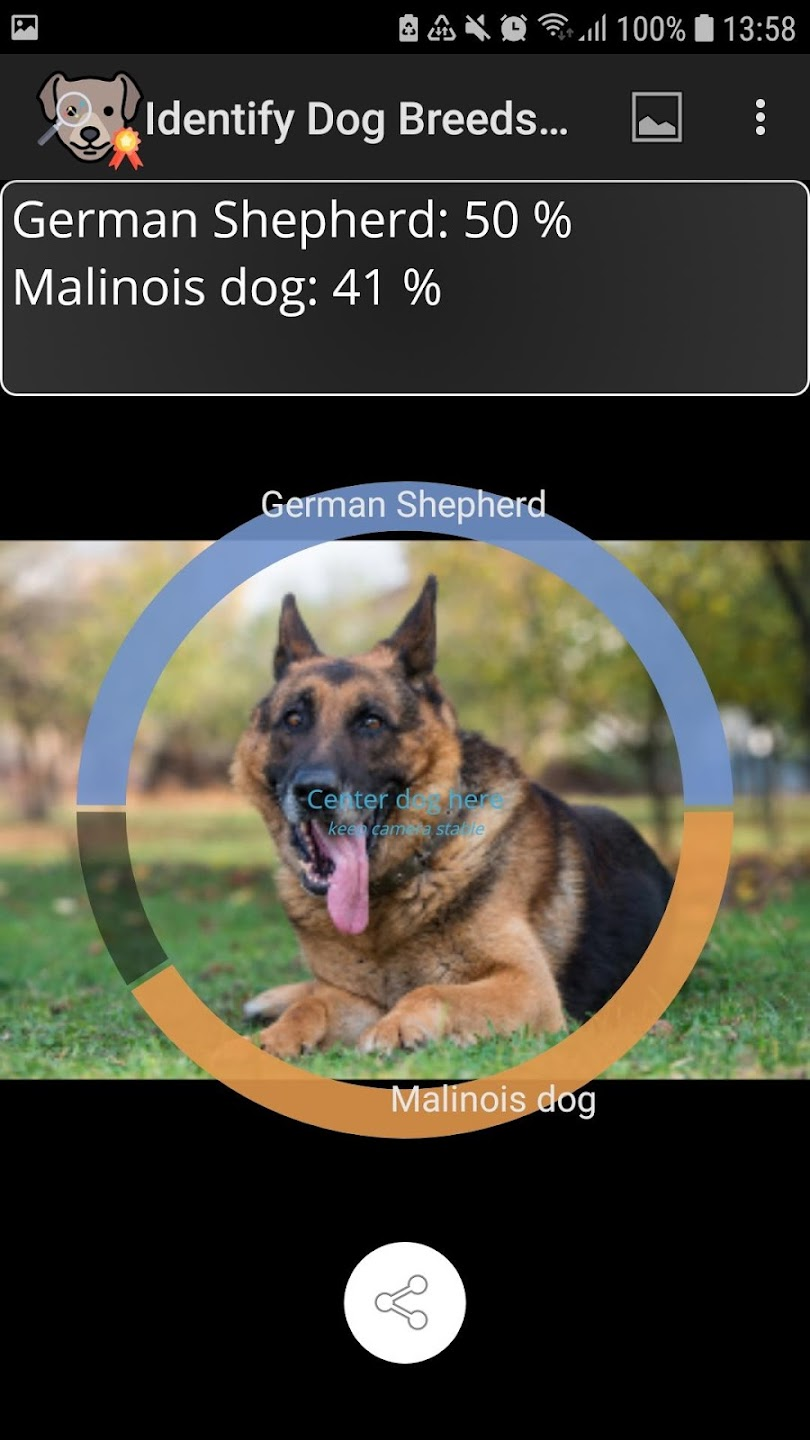 100% 13:58
Identify Dog Breeds...
German Shepherd: 50 %
Malinois dog: 41 %
German Shepherd
Center dog here
keep camera stable
Malinois dog